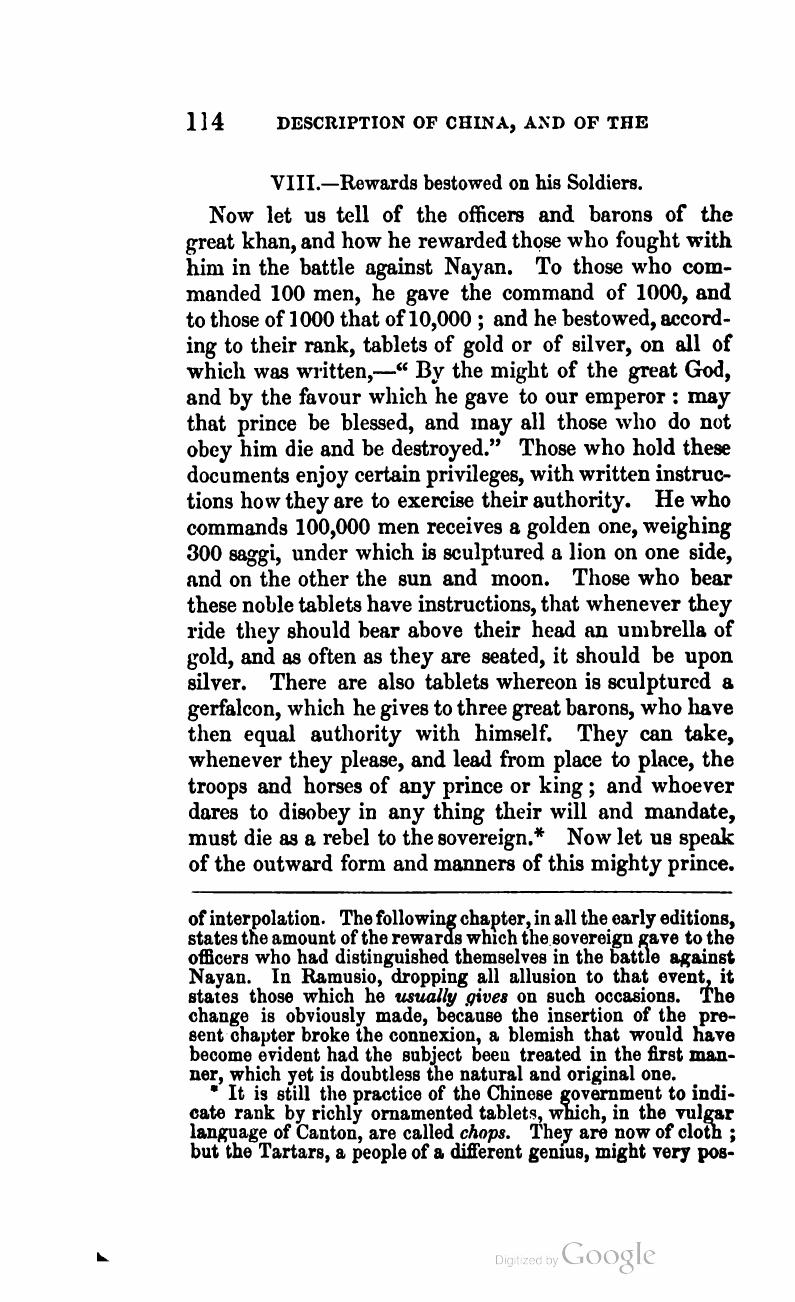 114 DESCRIPTION OF CHINA, AND OF THE
VIII.—Rewards bestowed on his Soldiers.
Now let us tell of the officers and barons of the
great khan, and how he rewarded those who fought with
him in the battle against Nayan. To those who com-
manded 100 men, he gave the command of 1000, and
to those of 1000 that of 10,000 ; and he bestowed, accord-
ing to their rank, tablets of gold or of silver, on all of
which was written,—“ By the might of the great God,
and by the favour which he gave to our emperor : may
that prince be blessed, and may all those who do not
obey him die and be destroyed.” Those who hold these
documents enjoy certain privileges, with written instruc-
tions how they are to exercise their authority. He who
commands 100,000 men receives a golden one, weighing
300 saggi, under which is sculptured a lion on one side,
and on the other the sun and moon. Those who bear
these noble tablets have instructions, that whenever they
ride they should bear above their head an umbrella of
gold, and as often as they are seated, it should be upon
silver. There are also tablets whereon is sculptured a
gerfalcon, which he gives to three great barons, who have
then equal authority with himself. They can take,
whenever they please, and lead from place to place, the
troops and horses of any prince or king ; and whoever
dares to disobey in any thing their will and mandate,
must die as a rebel to the sovereign.* Now let us speak
of the outward form and manners of this mighty prince.
of interpolation. The following chapter, in all the early editions,
states the amount of the rewards which the sovereign gave to the
officers who had distinguished themselves in the battle against
Nayan. In Ramusio, dropping all allusion to that event, it
states those which he usually gives on such occasions. The
change is obviously made, because the insertion of the pre-
sent chapter broke the connexion, a blemish that would have
become evident had the subject been treated in the first man-
ner, which yet is doubtless the natural and original one.
* It is still the practice of the Chinese government to indi-
cate rank by richly ornamented tablets, which, in the vulgar
language of Canton, are called chops. They are now of cloth ;
but the Tartars, a people of a different genius, might very pos-
Digitized by Google